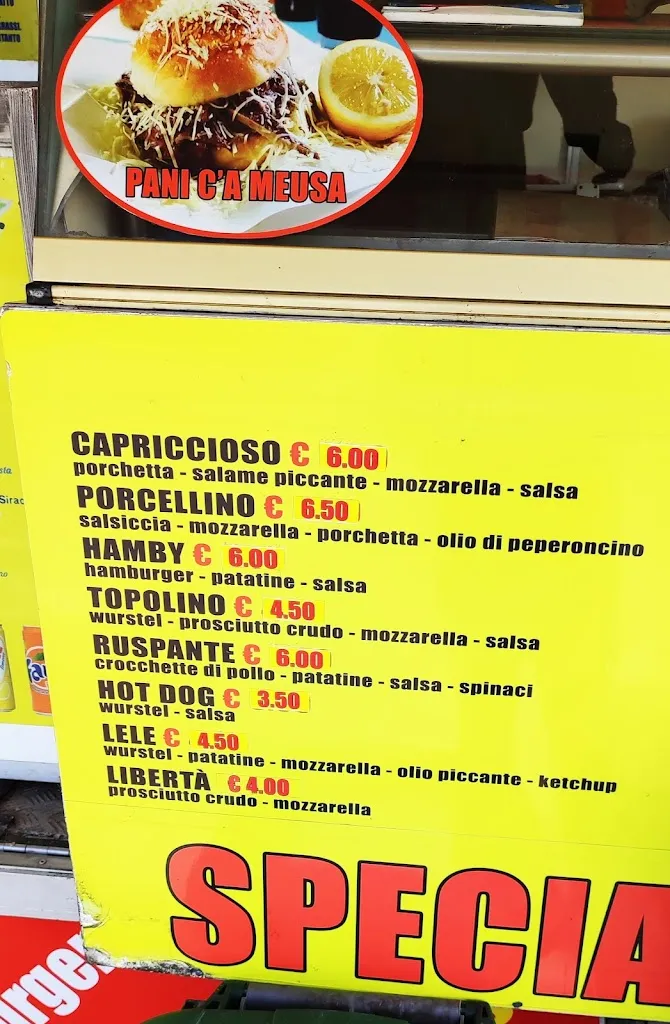 PANI C'A MEUSA
CAPRICCIOSO € 6.00
porchetta - salame piccante - mozzarella - salsa
PORCELLINO € 6.50
salsiccia - mozzarella - porchetta - olio di peperoncino
HAMBY € 6.00
hamburger - patatine - salsa
TOPOLINO € 4.50
wurstel - prosciutto crudo - mozzarella - salsa
RUSPANTE € 6.00
crocchette di pollo - patatine - salsa - spinaci
HOT DOG € 3.50
wurstel - salsa
LELE € 4.50
wurstel - patatine - mozzarella - olio piccante - ketchup
LIBERTÀ € 4.00
prosciutto crudo - mozzarella
SPECIA